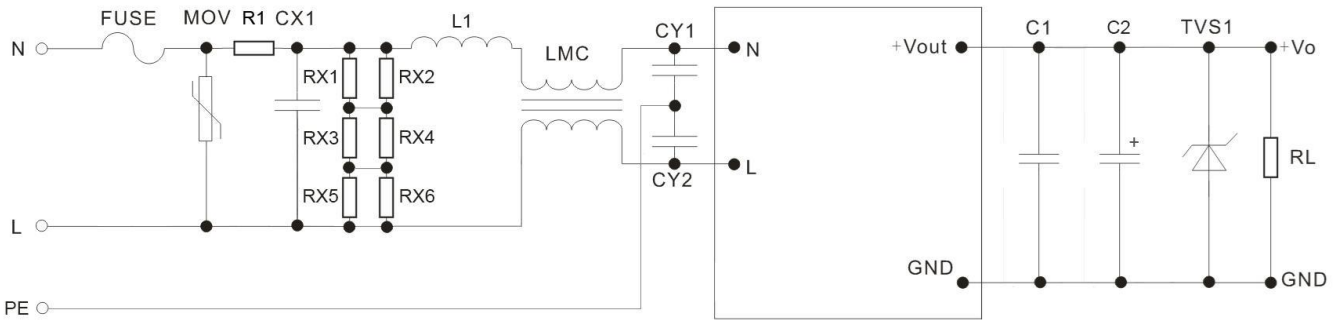 FUSE MOV R1 CX1 L1 LMC CY1 C1 C2 TVS1
N N +Vout +Vo
RX1 RX2
RX3 RX4 + RL
RX5 RX6 CY2 L
L
GND GND
PE